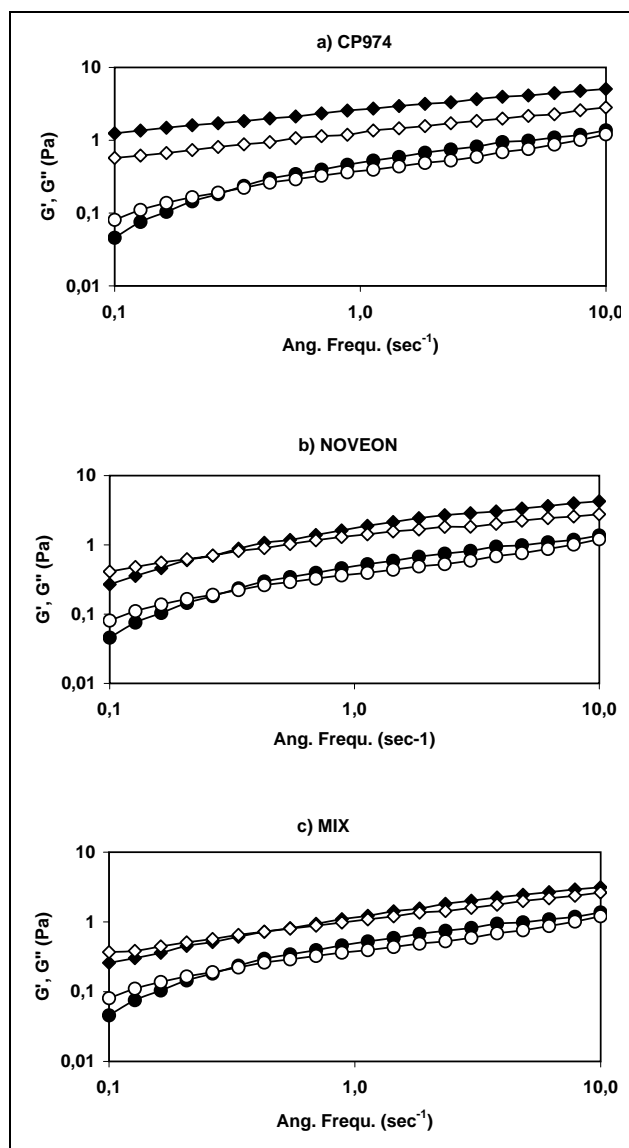 a) CP974
10
1
0,1
0,01
G', G'' (Pa)
0,1
1,0
10,0
Ang. Frequ. (sec-1)
b) NOVEON
10
1
0,1
0,01
G', G'' (Pa)
0,1
1,0
10,0
Ang. Frequ. (sec-1)
c) MIX
10
1
0,1
0,01
G', G'' (Pa)
0,1
1,0
10,0
Ang. Frequ. (sec-1)